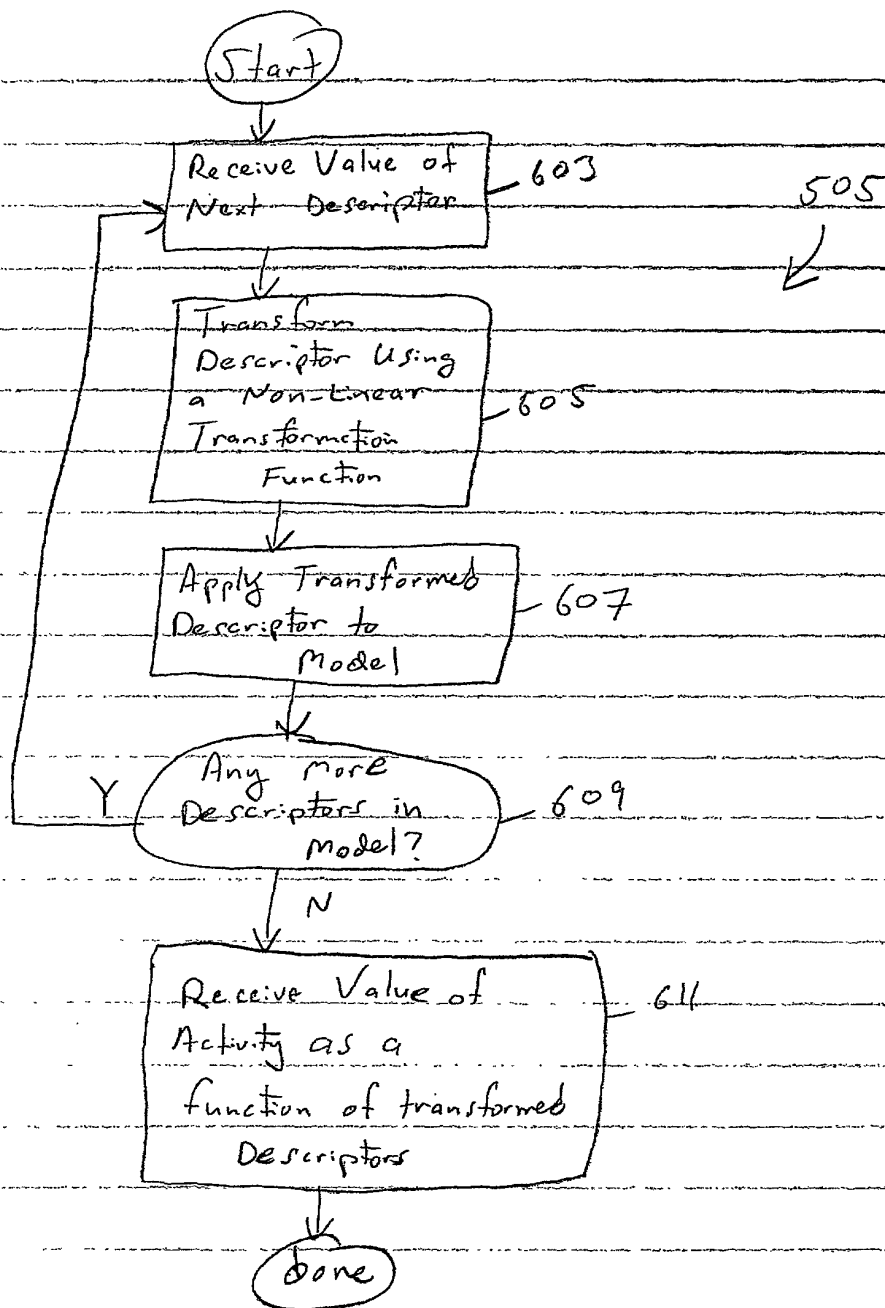 Start
Receive Value of
Next Descriptor
603
505
Transform
Descriptor Using
a Non-Linear
Transformation
Function
605
Apply Transformed
Descriptor to
Model
607
Any more
Descriptors in
Model?
609
Y
N
Receive Value of
Activity as a
function of transformed
Descriptors
611
done